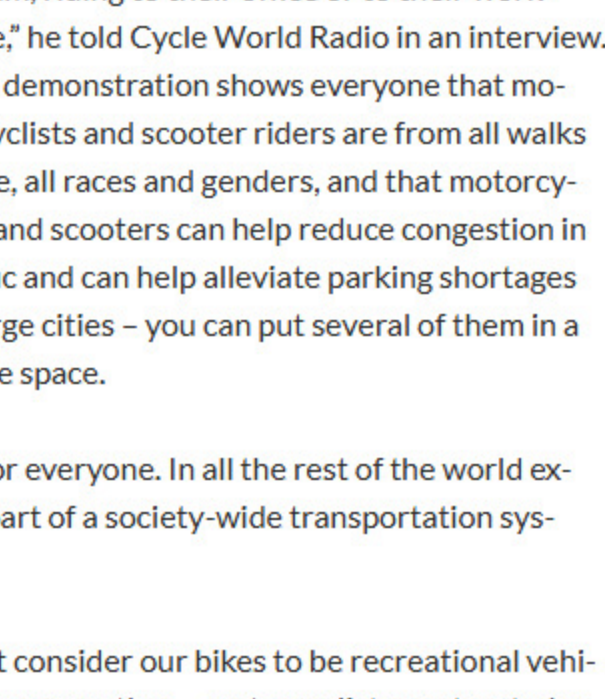 e,” he told Cycle World Radio in an interview.
demonstration shows everyone that mo-
yclists and scooter riders are from all walks
e, all races and genders, and that motorcy-
and scooters can help reduce congestion in
ic and can help alleviate parking shortages
rge cities – you can put several of them in a
e space.
or everyone. In all the rest of the world ex-
art of a society-wide transportation sys-
t consider our bikes to be recreational vehi-